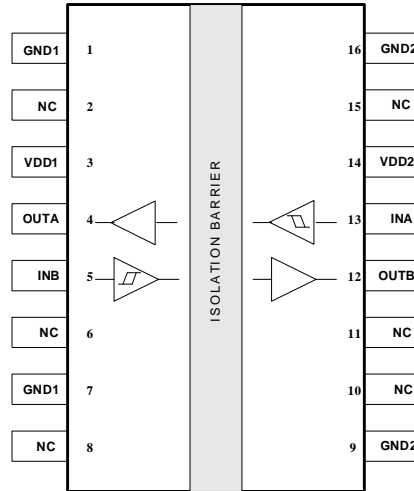 GND1 1 16 GND2
NC 2 15 NC
VDD1 3 14 VDD2
OUTA 4 13 INA
INB 5 12 OUTB
NC 6 11 NC
GND1 7 10 NC
NC 8 9 GND2
ISOLATION BARRIER